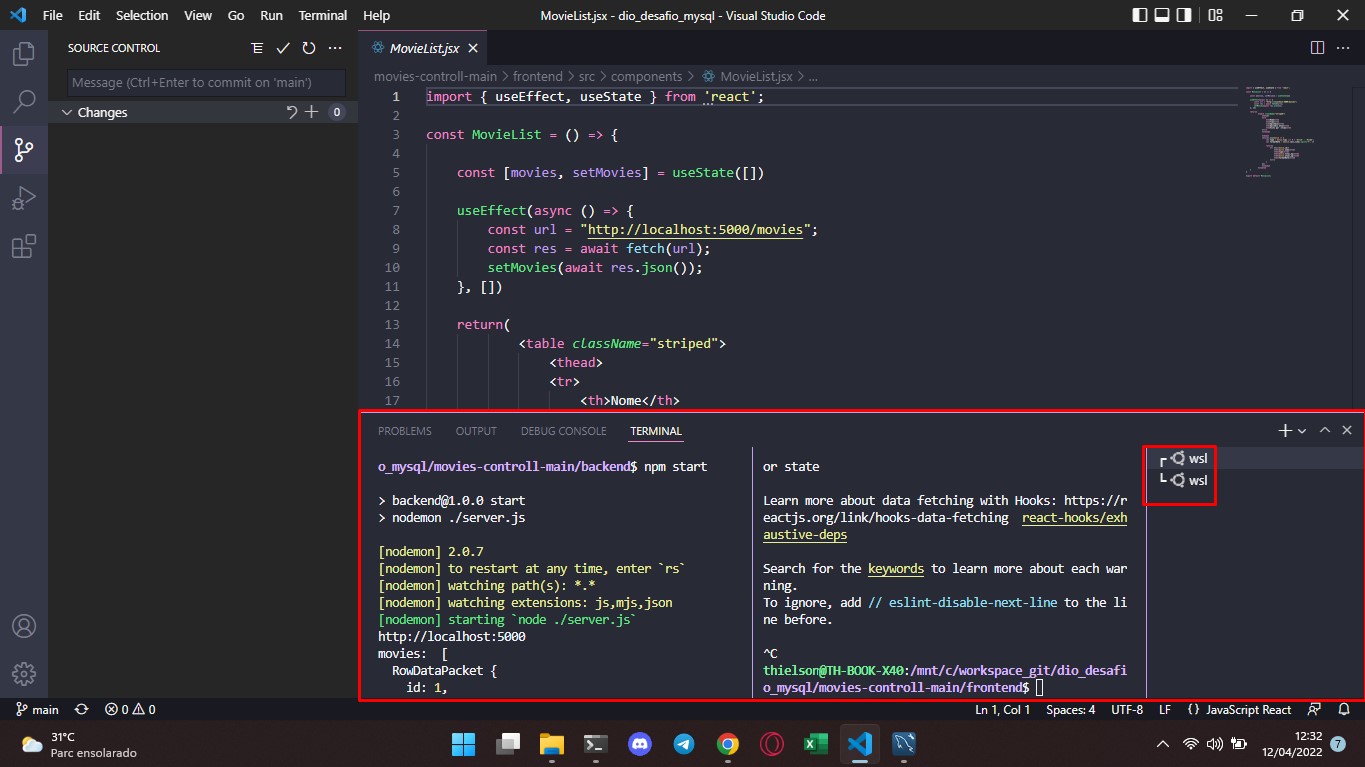 File Edit Selection View Go Run Terminal Help
MovieList.jsx - dio_desafio_mysql - Visual Studio Code
SOURCE CONTROL
Message (Ctrl+Enter to commit on 'main')
Changes 0
MovieList.jsx
movies-controll-main > frontend > src > components > MovieList.jsx > ...
1 import { useEffect, useState } from 'react';
2
3 const MovieList = () => {
4
5 const [movies, setMovies] = useState([])
6
7 useEffect(async () => {
8 const url = "http://localhost:5000/movies";
9 const res = await fetch(url);
10 setMovies(await res.json());
11 }, [])
12
13 return(
14 <table className="striped">
15 <thead>
16 <tr>
17 <th>Nome</th>
PROBLEMS OUTPUT DEBUG CONSOLE TERMINAL
o_mysql/movies-controll-main/backend$ npm start
> backend@1.0.0 start
> nodemon ./server.js
[nodemon] 2.0.7
[nodemon] to restart at any time, enter `rs`
[nodemon] watching path(s): *.*
[nodemon] watching extensions: js,mjs,json
[nodemon] starting `node ./server.js`
http://localhost:5000
movies:  [
RowDataPacket {
id: 1,
or state
Learn more about data fetching with Hooks: https://r
eactjs.org/link/hooks-data-fetching  react-hooks/exh
austive-deps
Search for the keywords to learn more about each war
ning.
To ignore, add // eslint-disable-next-line to the li
ne before.
^C
thielson@TH-BOOK-X40:/mnt/c/workspace_git/dio_desafi
o_mysql/movies-controll-main/frontend$
wsl
wsl
main 0 0
Ln 1, Col 1 Spaces: 4 UTF-8 LF {} JavaScript React
31°C
Parc ensolarado
12:32
12/04/2022 7